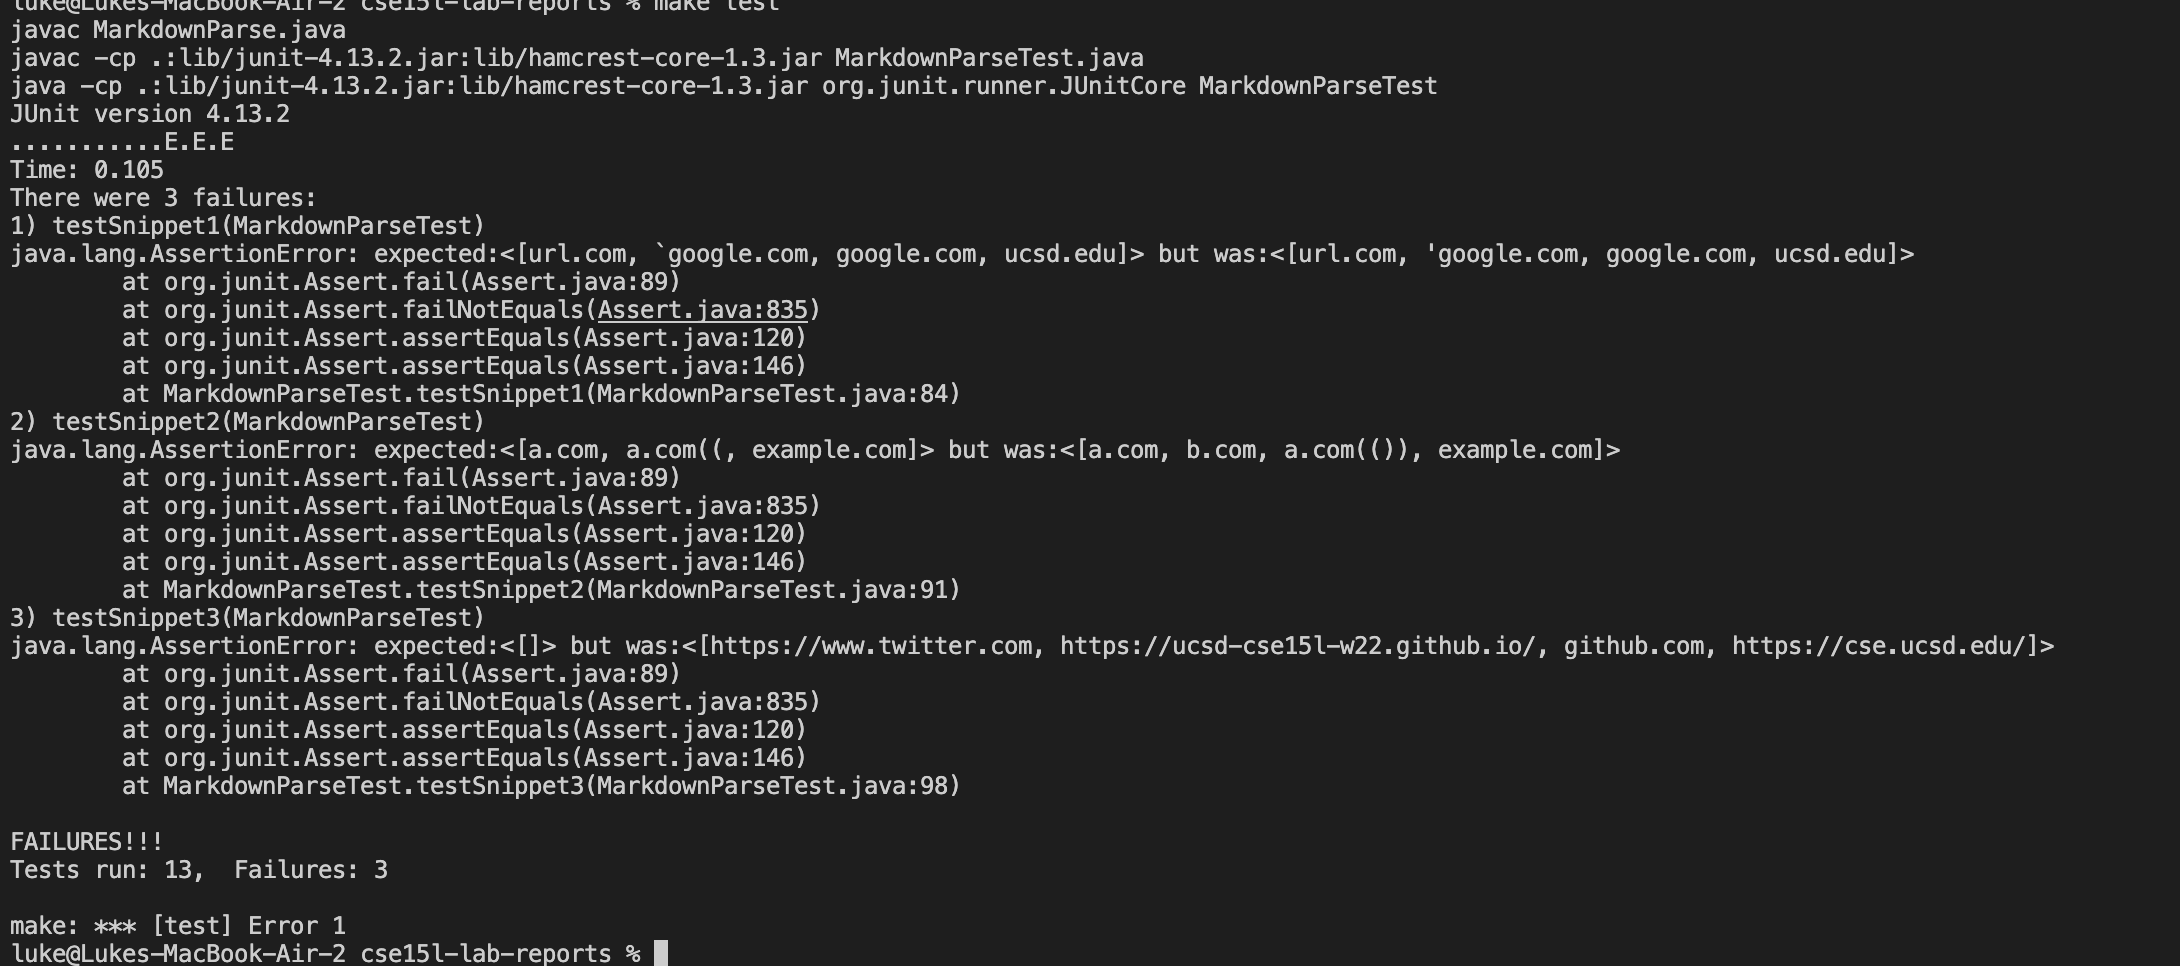 luke@Lukes-MacBook-Air-2 cse15l-lab-reports % make test
javac MarkdownParse.java
javac -cp .:lib/junit-4.13.2.jar:lib/hamcrest-core-1.3.jar MarkdownParseTest.java
java -cp .:lib/junit-4.13.2.jar:lib/hamcrest-core-1.3.jar org.junit.runner.JUnitCore MarkdownParseTest
JUnit version 4.13.2
...........E.E.E
Time: 0.105
There were 3 failures:
1) testSnippet1(MarkdownParseTest)
java.lang.AssertionError: expected:<[url.com, `google.com, google.com, ucsd.edu]> but was:<[url.com, 'google.com, google.com, ucsd.edu]>
        at org.junit.Assert.fail(Assert.java:89)
        at org.junit.Assert.failNotEquals(Assert.java:835)
        at org.junit.Assert.assertEquals(Assert.java:120)
        at org.junit.Assert.assertEquals(Assert.java:146)
        at MarkdownParseTest.testSnippet1(MarkdownParseTest.java:84)
2) testSnippet2(MarkdownParseTest)
java.lang.AssertionError: expected:<[a.com, a.com((, example.com]> but was:<[a.com, b.com, a.com(()), example.com]>
        at org.junit.Assert.fail(Assert.java:89)
        at org.junit.Assert.failNotEquals(Assert.java:835)
        at org.junit.Assert.assertEquals(Assert.java:120)
        at org.junit.Assert.assertEquals(Assert.java:146)
        at MarkdownParseTest.testSnippet2(MarkdownParseTest.java:91)
3) testSnippet3(MarkdownParseTest)
java.lang.AssertionError: expected:<[]> but was:<[https://www.twitter.com, https://ucsd-cse15l-w22.github.io/, github.com, https://cse.ucsd.edu/]>
        at org.junit.Assert.fail(Assert.java:89)
        at org.junit.Assert.failNotEquals(Assert.java:835)
        at org.junit.Assert.assertEquals(Assert.java:120)
        at org.junit.Assert.assertEquals(Assert.java:146)
        at MarkdownParseTest.testSnippet3(MarkdownParseTest.java:98)

FAILURES!!!
Tests run: 13,  Failures: 3

make: *** [test] Error 1
luke@Lukes-MacBook-Air-2 cse15l-lab-reports %